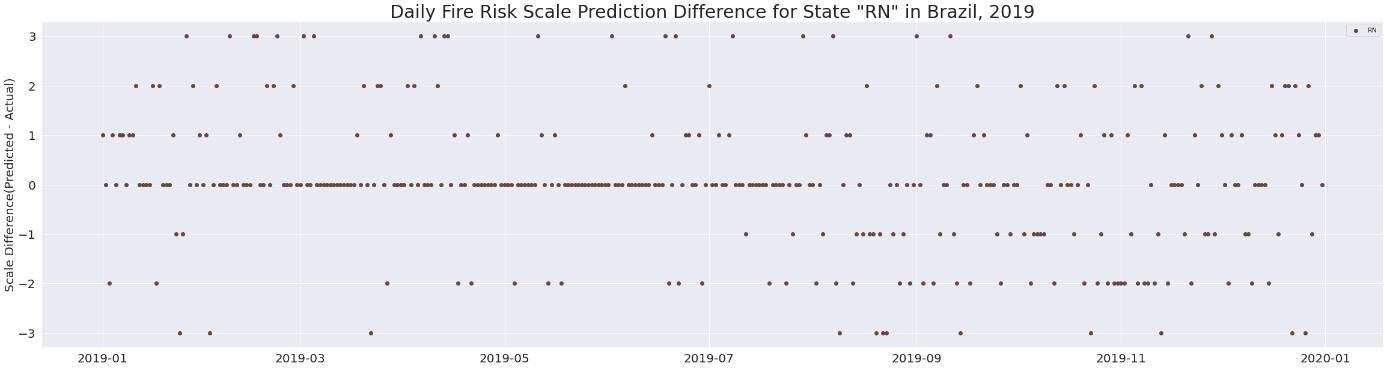 Daily Fire Risk Scale Prediction Difference for State "RN" in Brazil, 2019
Scale Difference(Predicted - Actual)
3
2
1
0
−1
−2
−3
RN
2019-01 2019-03 2019-05 2019-07 2019-09 2019-11 2020-01